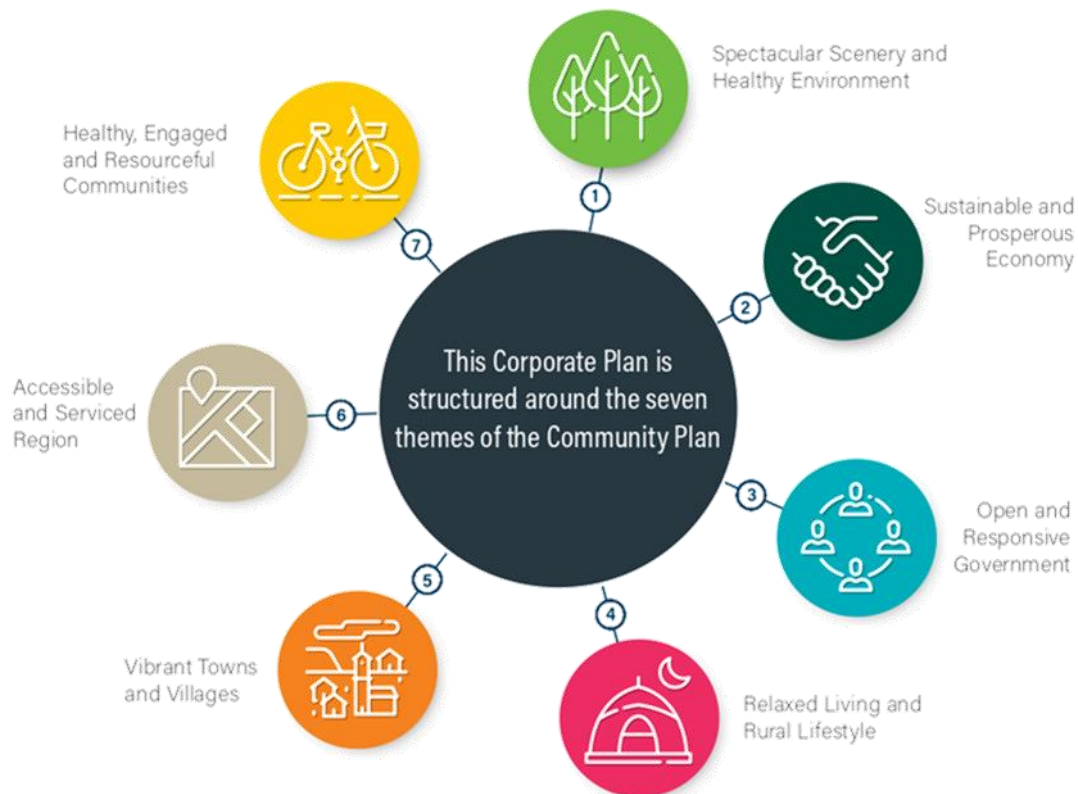 This Corporate Plan is
structured around the seven
themes of the Community Plan
1
Spectacular Scenery and
Healthy Environment
2
Sustainable and
Prosperous
Economy
3
Open and
Responsive
Government
4
Relaxed Living and
Rural Lifestyle
5
Vibrant Towns
and Villages
6
Accessible
and Serviced
Region
7
Healthy, Engaged
and Resourceful
Communities